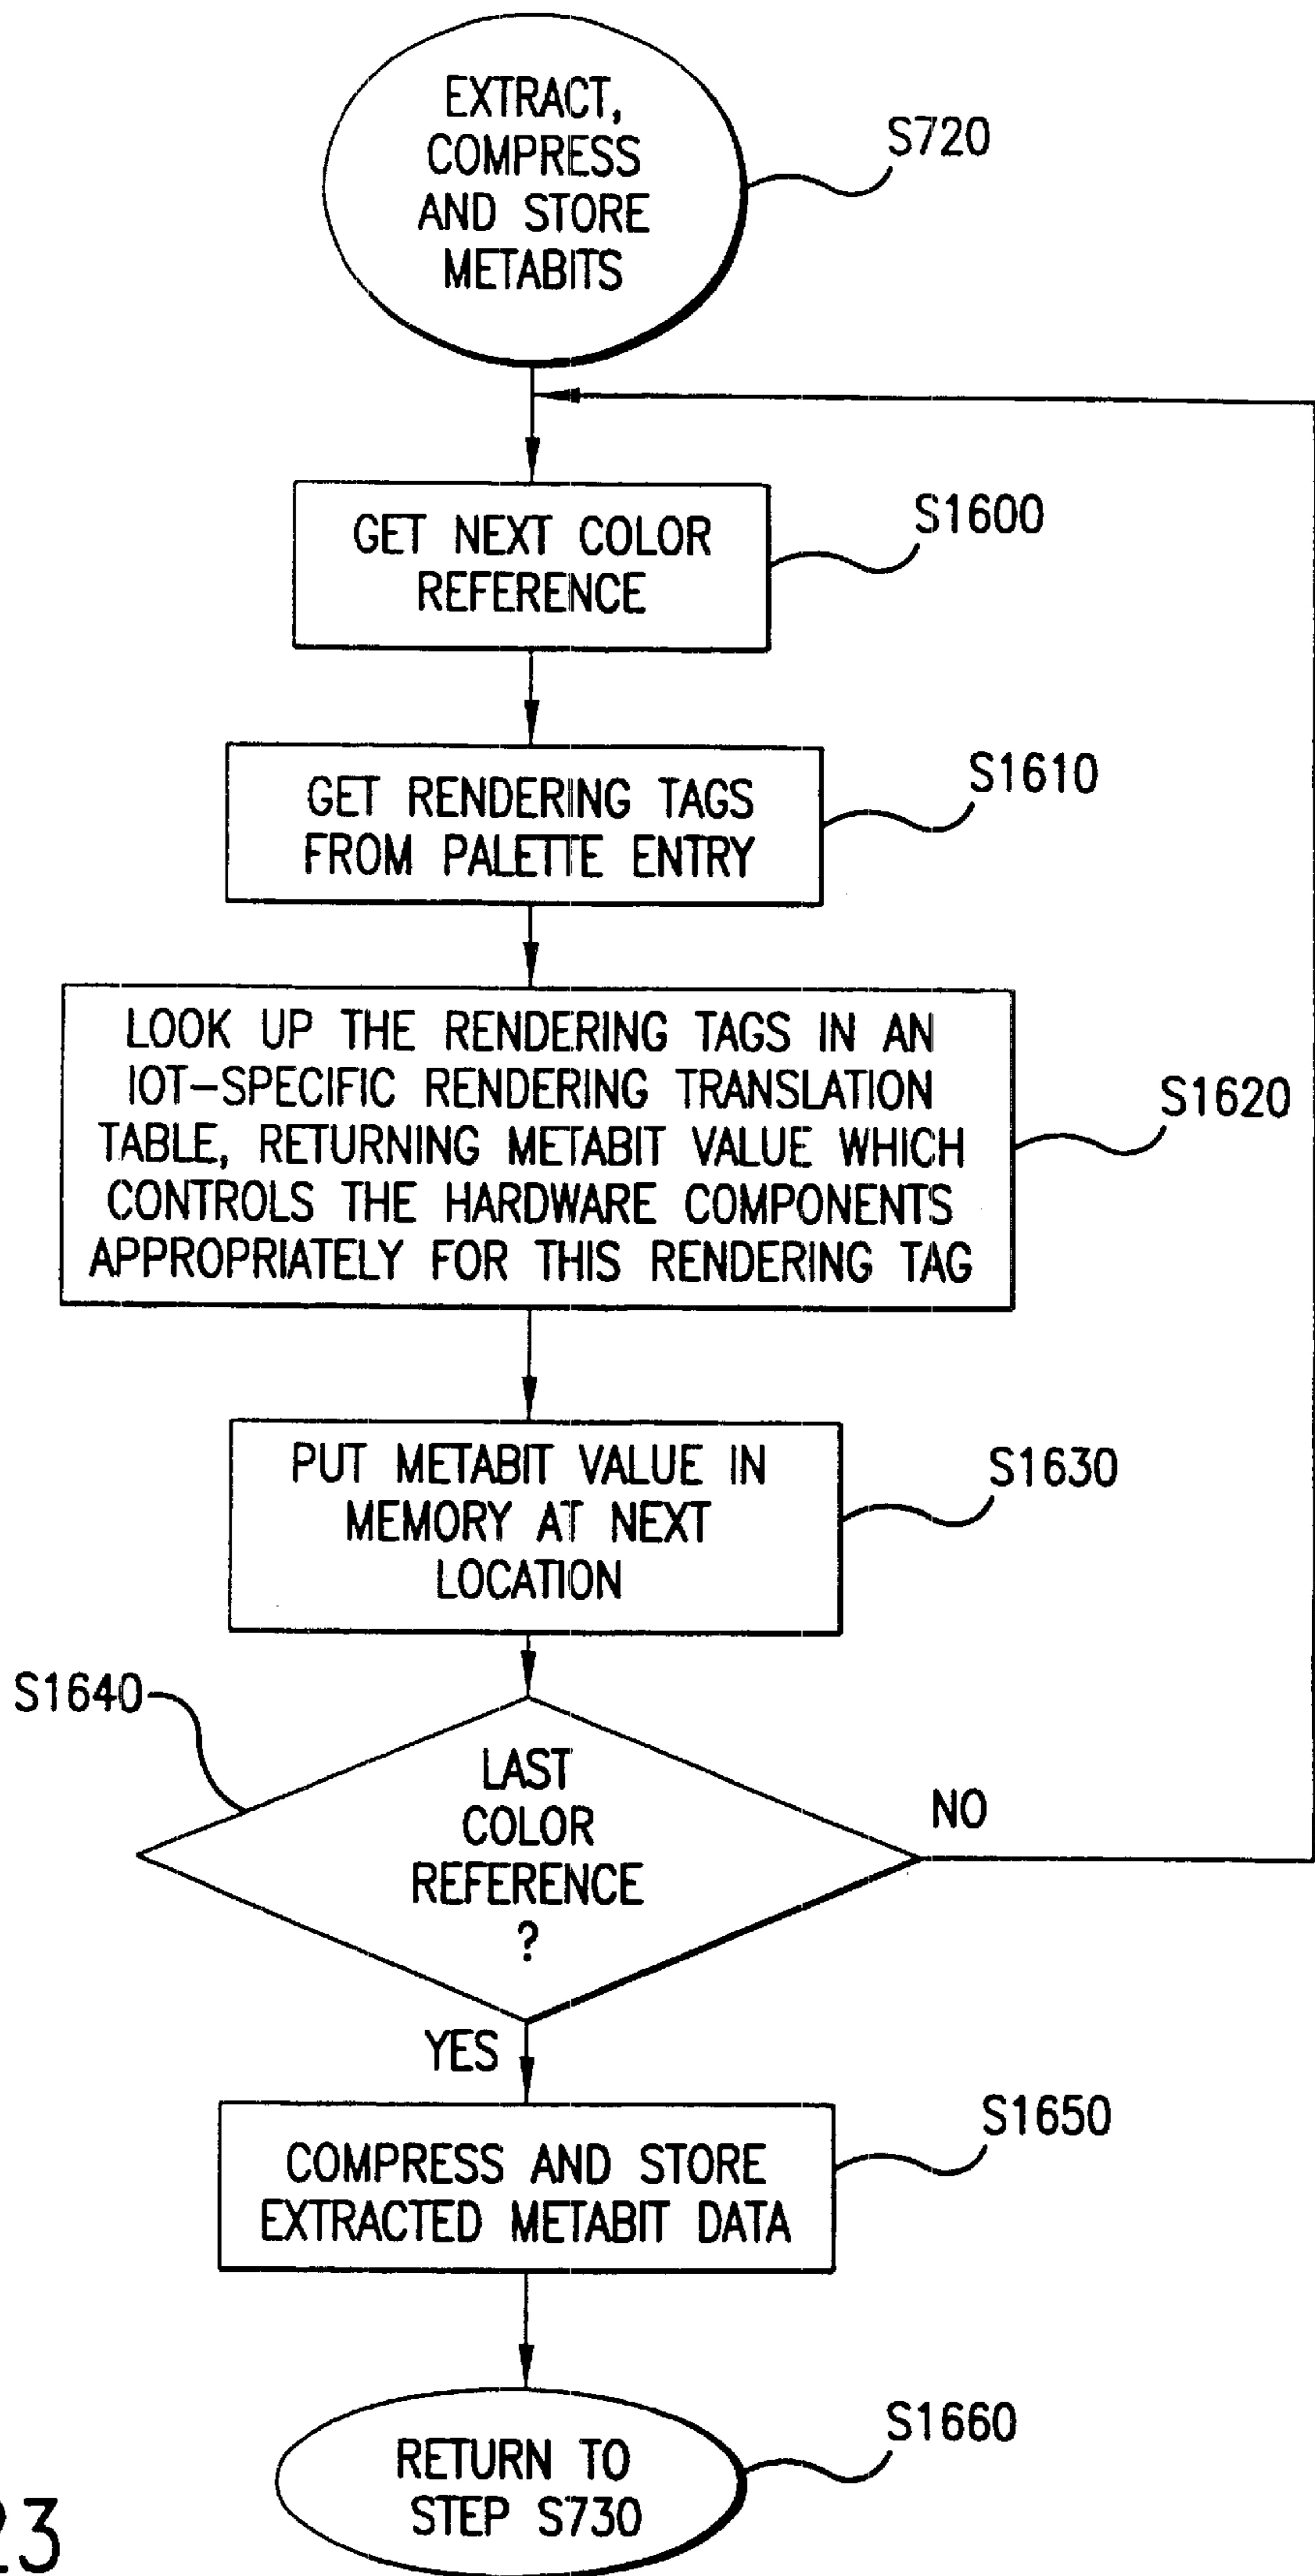 EXTRACT,
COMPRESS
AND STORE
METABITS
S720
GET NEXT COLOR
REFERENCE
S1600
GET RENDERING TAGS
FROM PALETTE ENTRY
S1610
LOOK UP THE RENDERING TAGS IN AN
IOT-SPECIFIC RENDERING TRANSLATION
TABLE, RETURNING METABIT VALUE WHICH
CONTROLS THE HARDWARE COMPONENTS
APPROPRIATELY FOR THIS RENDERING TAG
S1620
PUT METABIT VALUE IN
MEMORY AT NEXT
LOCATION
S1630
S1640
LAST
COLOR
REFERENCE
?
NO
YES
COMPRESS AND STORE
EXTRACTED METABIT DATA
S1650
RETURN TO
STEP S730
S1660
23